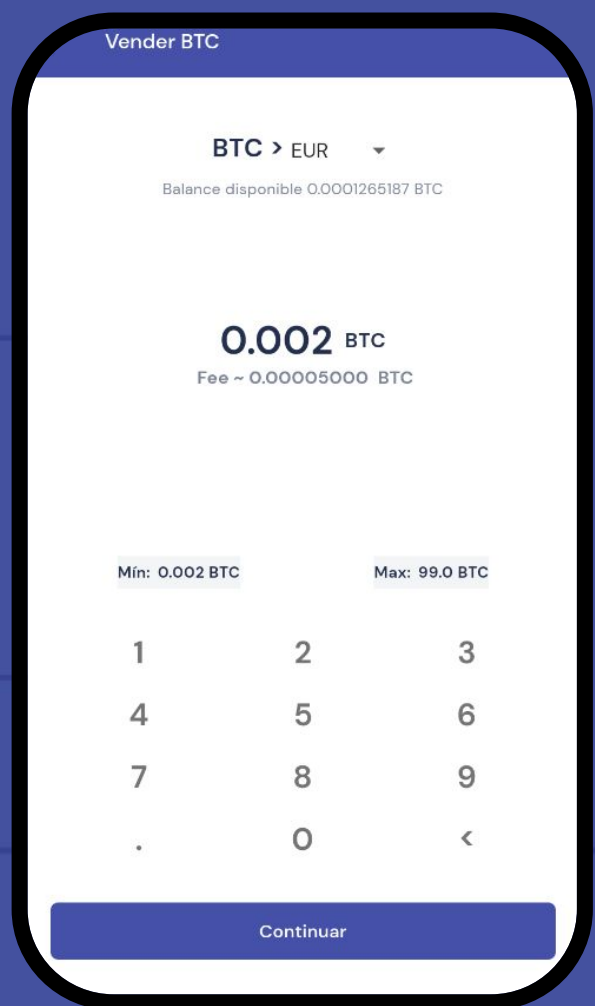 Vender BTC
BTC > EUR
Balance disponible 0.0001265187 BTC
0.002 BTC
Fee ~ 0.00005000 BTC
Mín: 0.002 BTC Max: 99.0 BTC
1 2 3
4 5 6
7 8 9
. 0 <
Continuar